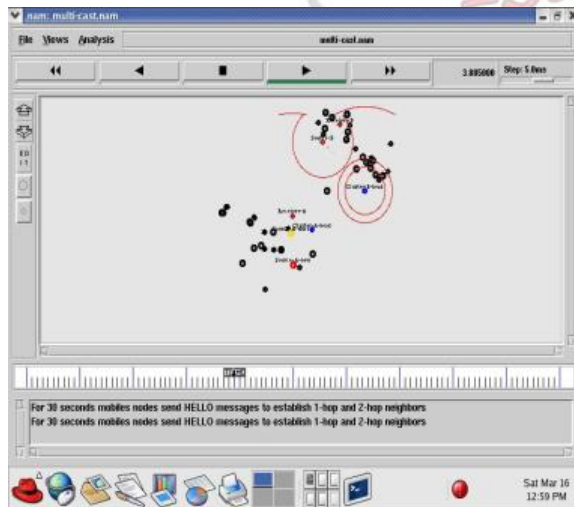 nam: multi-cast.nam
File Views Analysis multi-cast.nam
3.885000 Step: 5.0ms
For 30 seconds mobiles nodes send HELLO messages to establish 1-hop and 2-hop neighbors
For 30 seconds mobiles nodes send HELLO messages to establish 1-hop and 2-hop neighbors
Sat Mar 16
12:59 PM